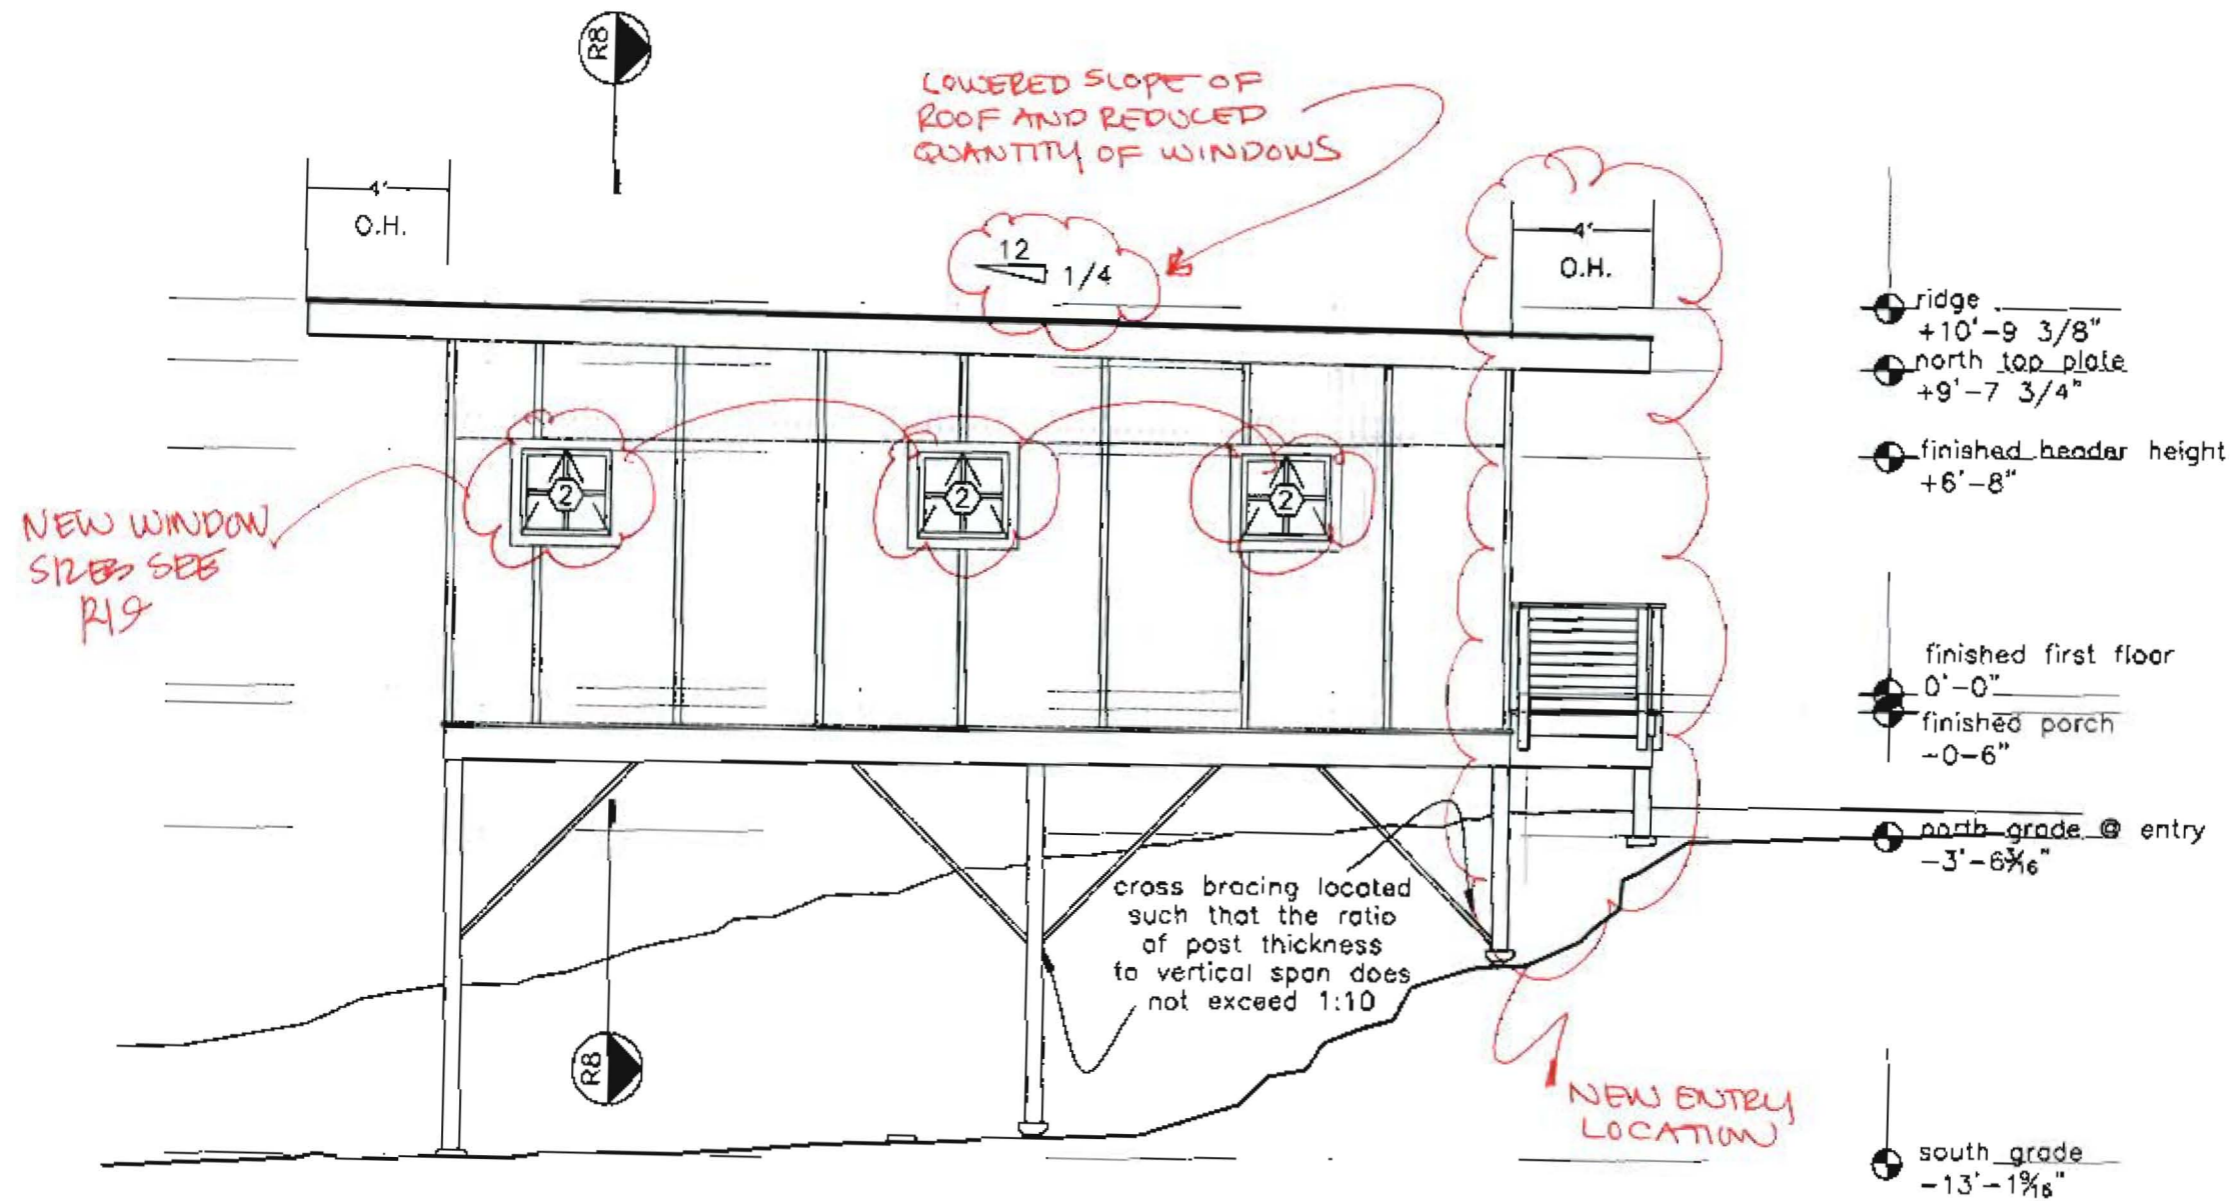 R8
LOWERED SLOPE OF
ROOF AND REDUCED
QUANTITY OF WINDOWS
4'
O.H.
4'
O.H.
12
1/4
ridge
+10'-9 3/8"
north top plate
+9'-7 3/4"
finished header height
+6'-8"
2
2
2
NEW WINDOW
SIZES SEE
R19
finished first floor
0'-0"
finished porch
-0-6"
north grade @ entry
-3'-6 3/16"
cross bracing located
such that the ratio
of post thickness
to vertical span does
not exceed 1:10
R8
NEW ENTRY
LOCATION
south grade
-13'-1 9/16"